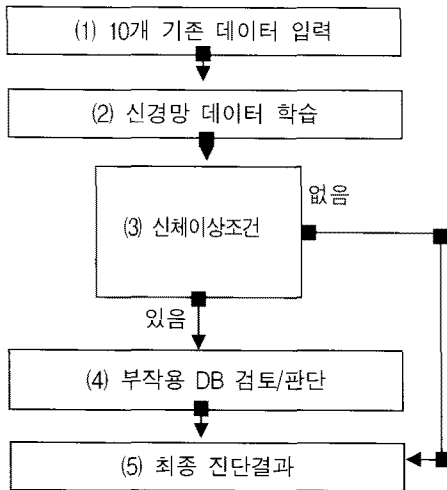 (1) 10개 기존 데이터 입력
(2) 신경망 데이터 학습
없음
(3) 신체이상조건
있음
(4) 부작용 DB 검토/판단
(5) 최종 진단결과